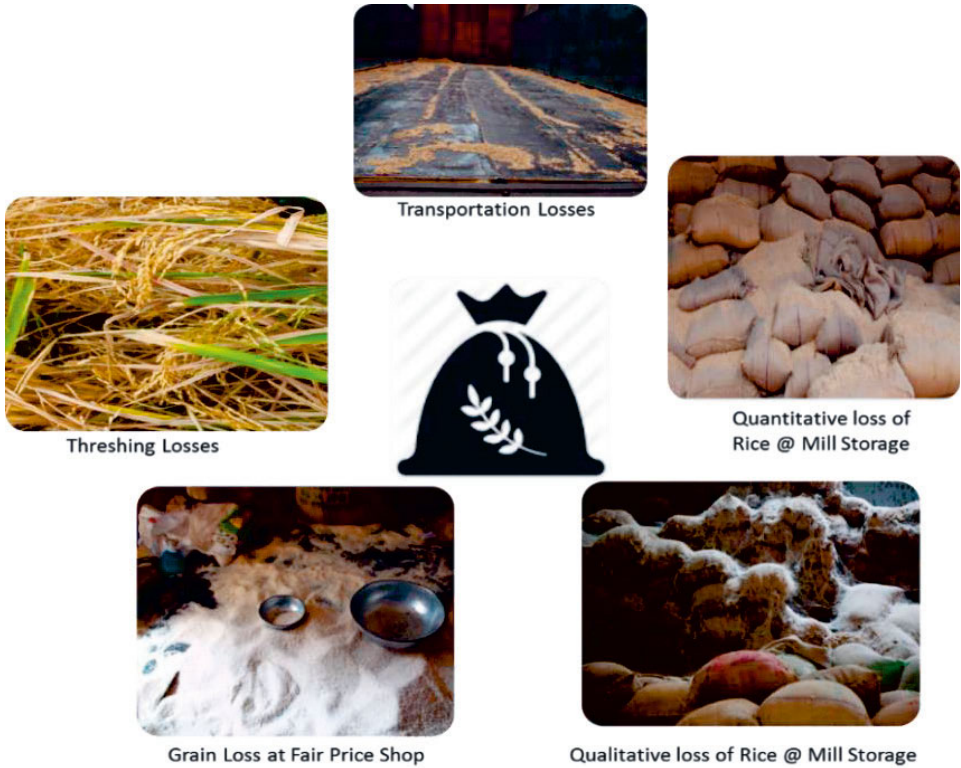 Transportation Losses
Threshing Losses
Quantitative loss of
Rice @ Mill Storage
Grain Loss at Fair Price Shop
Qualitative loss of Rice @ Mill Storage